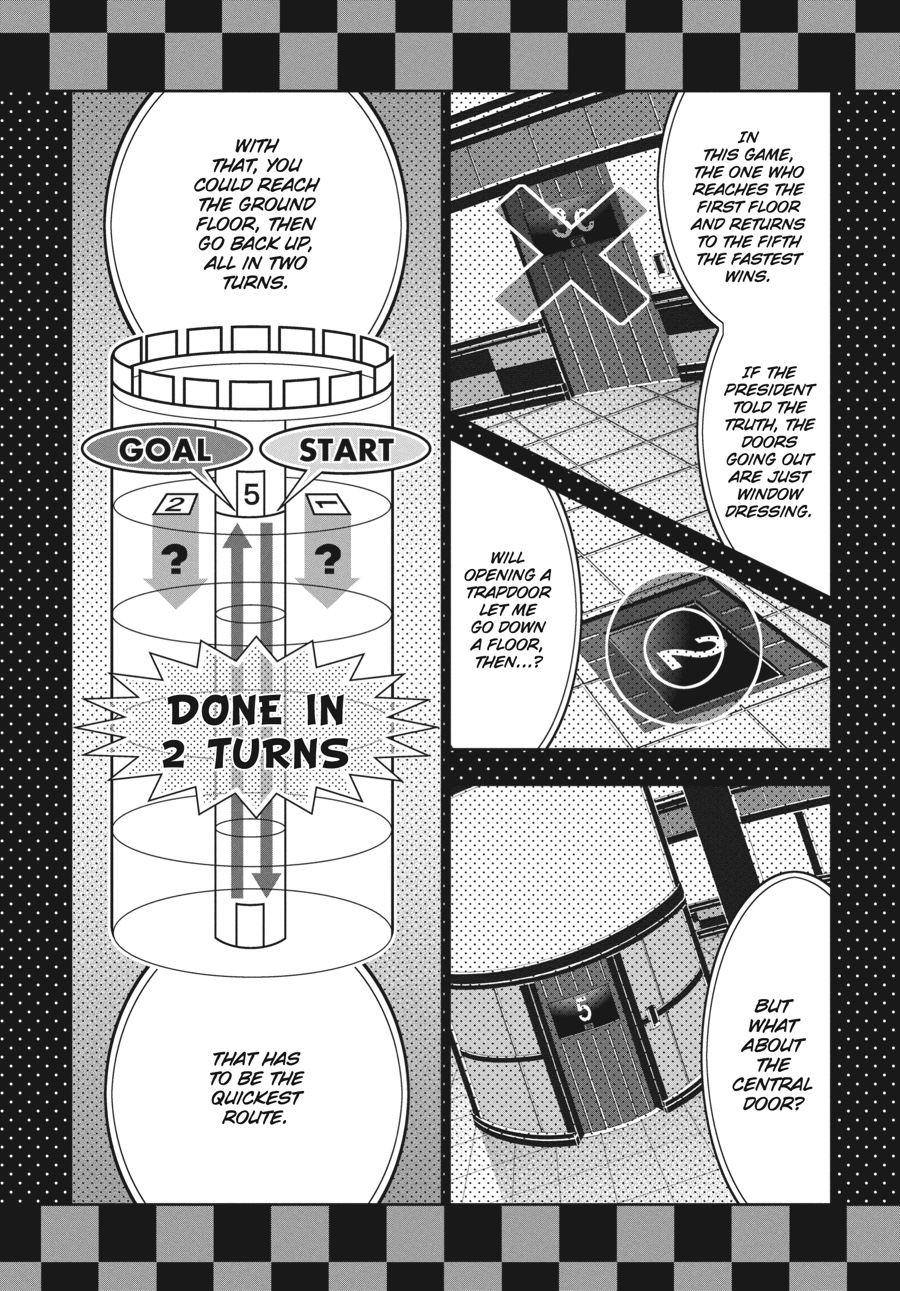 IN
THIS GAME,
THE ONE WHO
REACHES THE
FIRST FLOOR
AND RETURNS
TO THE FIFTH
THE FASTEST
WINS.
IF THE
PRESIDENT
TOLD THE
TRUTH, THE
DOORS
GOING OUT
ARE JUST
WINDOW
DRESSING.
WILL
OPENING A
TRAPDOOR
LET ME
GO DOWN
A FLOOR,
THEN...?
2
BUT
WHAT
ABOUT
THE
CENTRAL
DOOR?
5
WITH
THAT, YOU
COULD REACH
THE GROUND
FLOOR, THEN
GO BACK UP,
ALL IN TWO
TURNS.
GOAL
START
5
2
1
?
?
DONE IN
2 TURNS
THAT HAS
TO BE THE
QUICKEST
ROUTE.